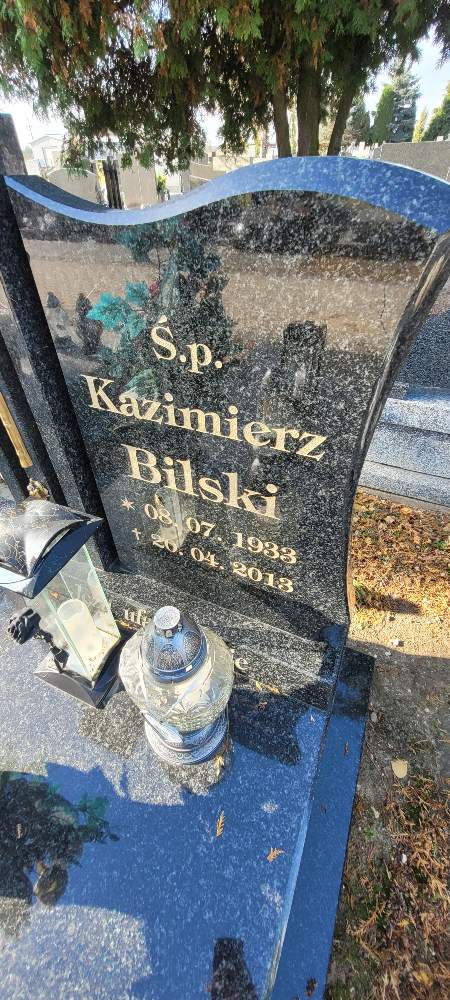 Ś.p.
Kazimierz
Bilski
* 08. 07. 1933
† 20. 04. 2013